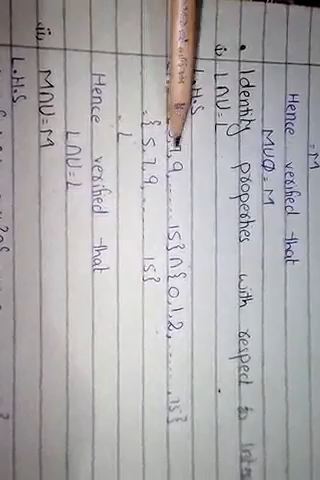 =M
Hence verified that
MUφ=M
• Identity properties with respect to
i) L∩U=L
L.H.S
7,9, ...... 15}∩{0,1,2, ......, 15}
={5,7,9, ...... 15}
=L
Hence verified that
L∩U=L
ii) M∩U=M
L.H.S